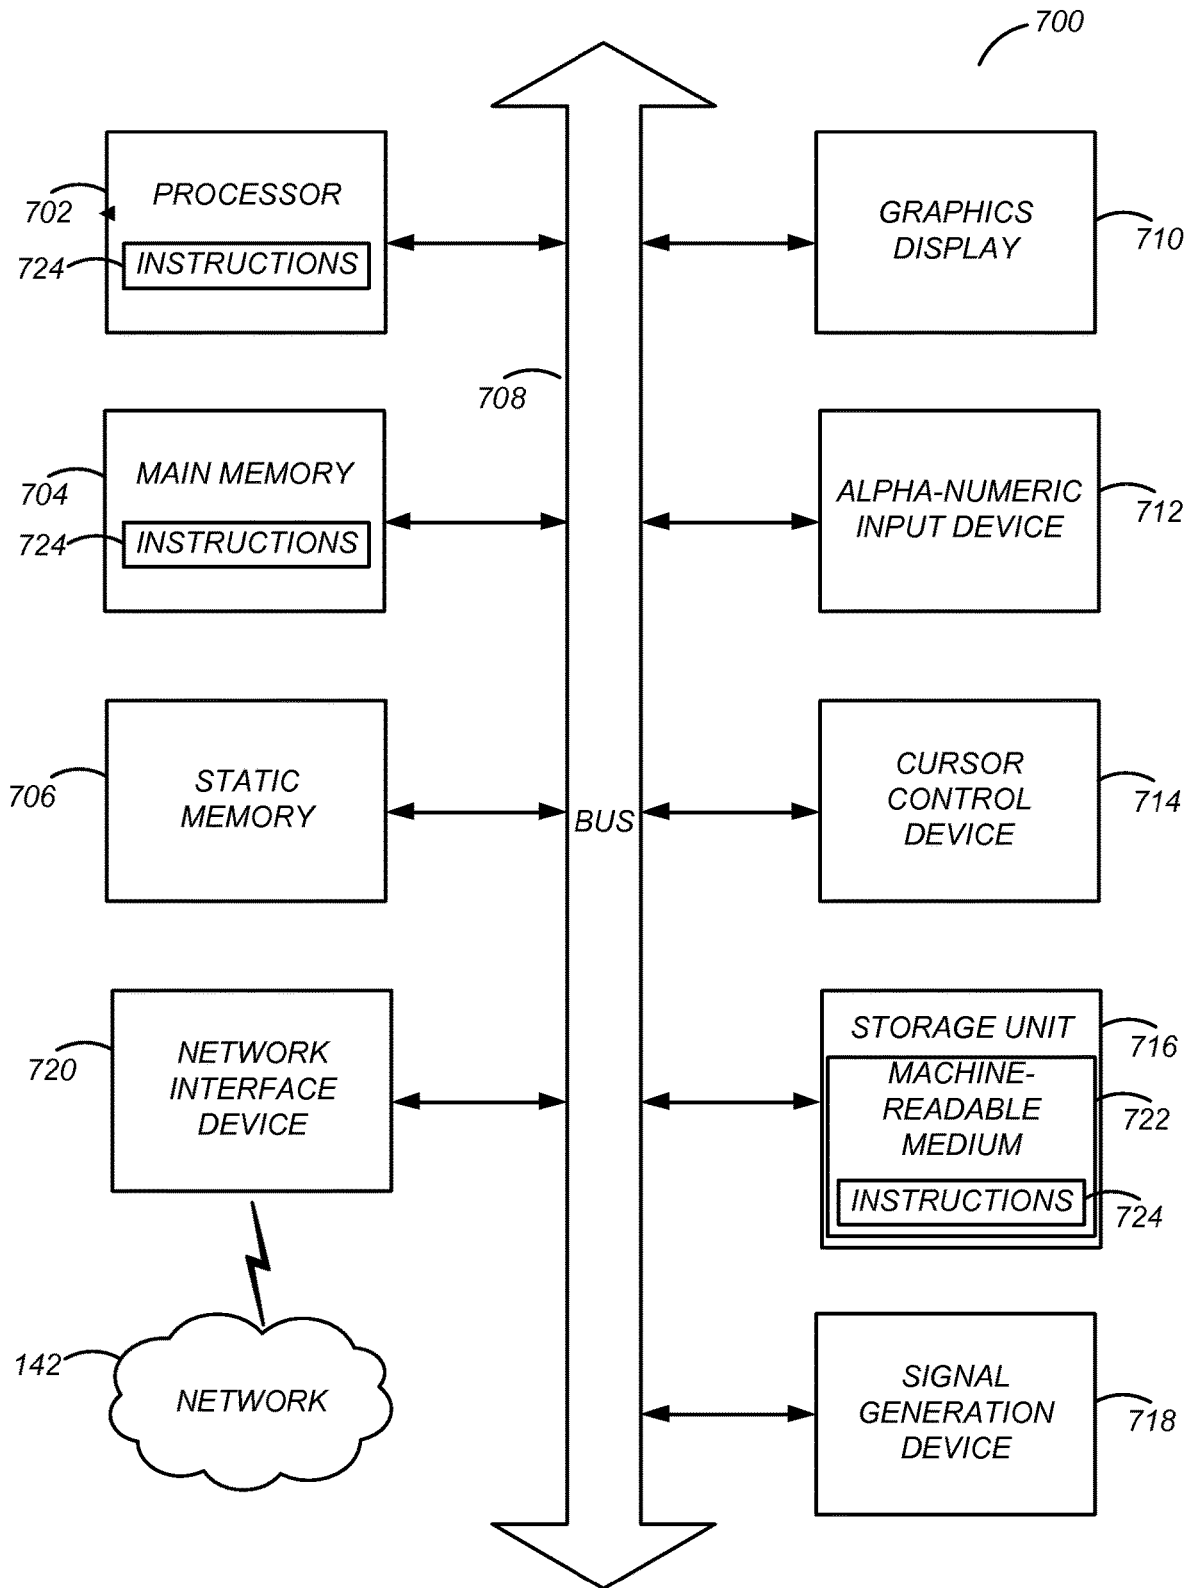 700
PROCESSOR
702
724
INSTRUCTIONS
GRAPHICS
DISPLAY
710
708
MAIN MEMORY
704
724
INSTRUCTIONS
ALPHA-NUMERIC
INPUT DEVICE
712
STATIC
MEMORY
706
BUS
CURSOR
CONTROL
DEVICE
714
NETWORK
INTERFACE
DEVICE
720
STORAGE UNIT
716
MACHINE-
READABLE
MEDIUM
722
INSTRUCTIONS
724
142
NETWORK
SIGNAL
GENERATION
DEVICE
718